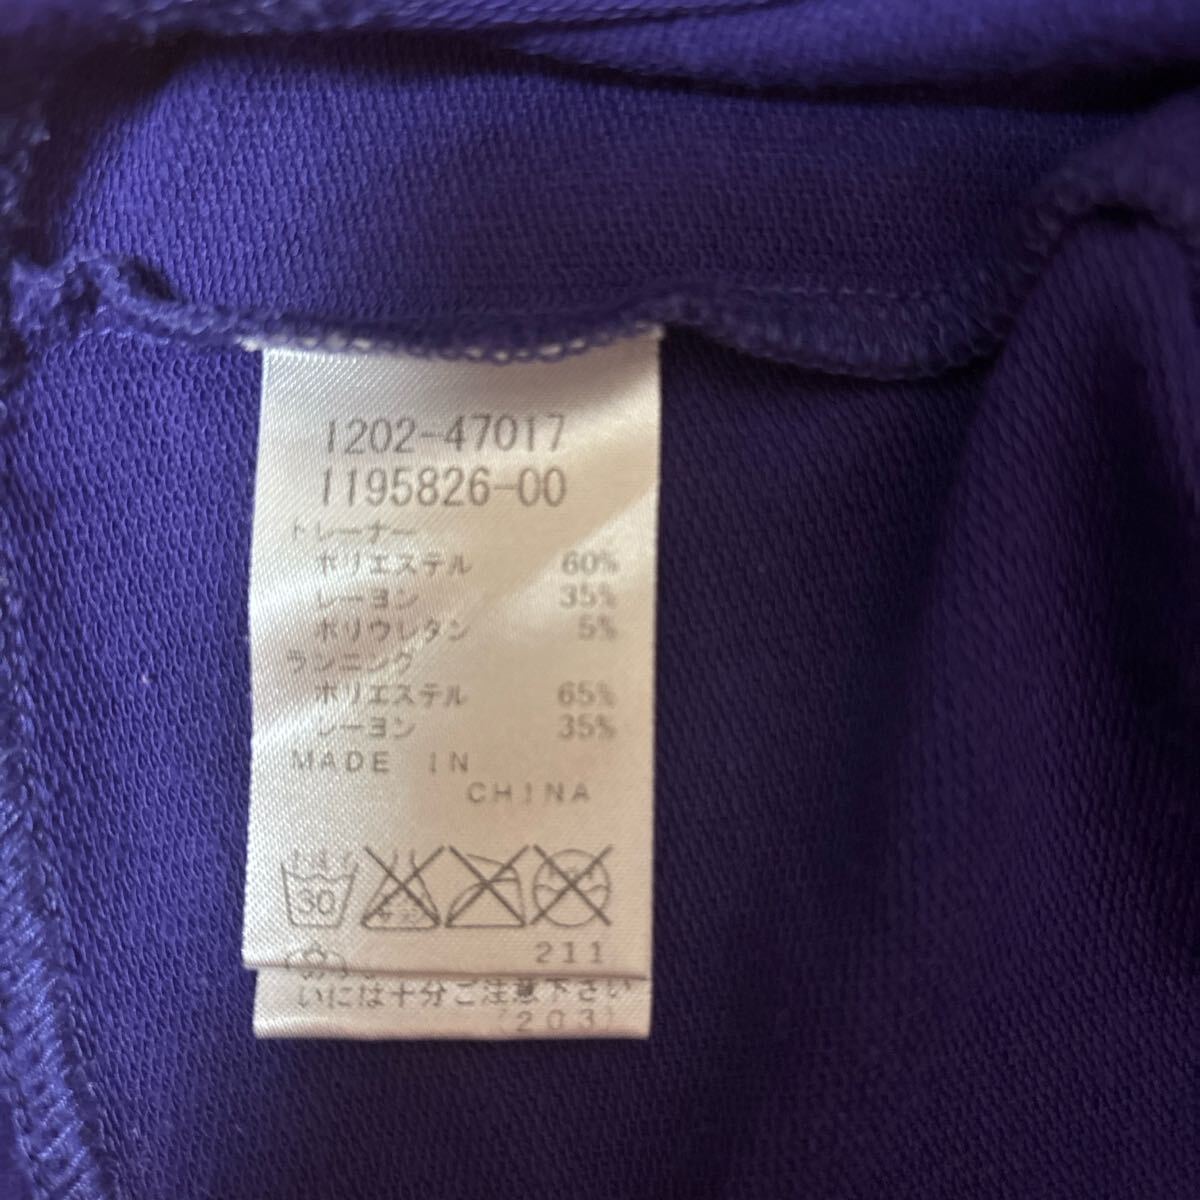 1202-47017
1195826-00
トレーナー
ポリエステル 60%
レーヨン 35%
ポリウレタン 5%
ランニング
ポリエステル 65%
レーヨン 35%
MADE IN
CHINA
30
211
いには十分ご注意下さい
(203)